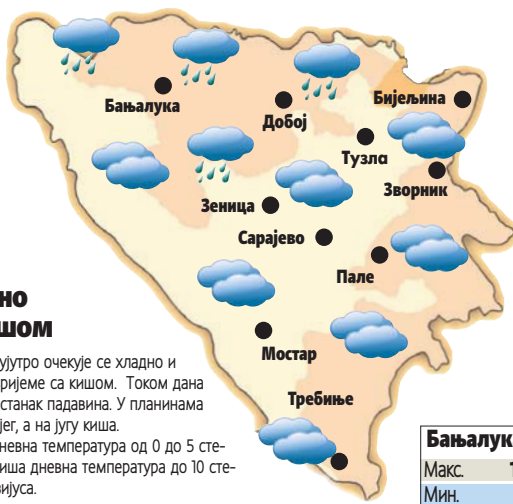 Бањалука
Добој
Бијељина
Тузла
Зворник
Зеница
Сарајево
Пале
Мостар
Требиње
но
шом
ујутро очекује се хладно и
ријеме са кишом. Током дана
станак падавина. У планинама
јег, а на југу киша.
невна температура од 0 до 5 сте-
иша дневна температура до 10 сте-
зијуса.
Бањалук
Макс.
Мин.